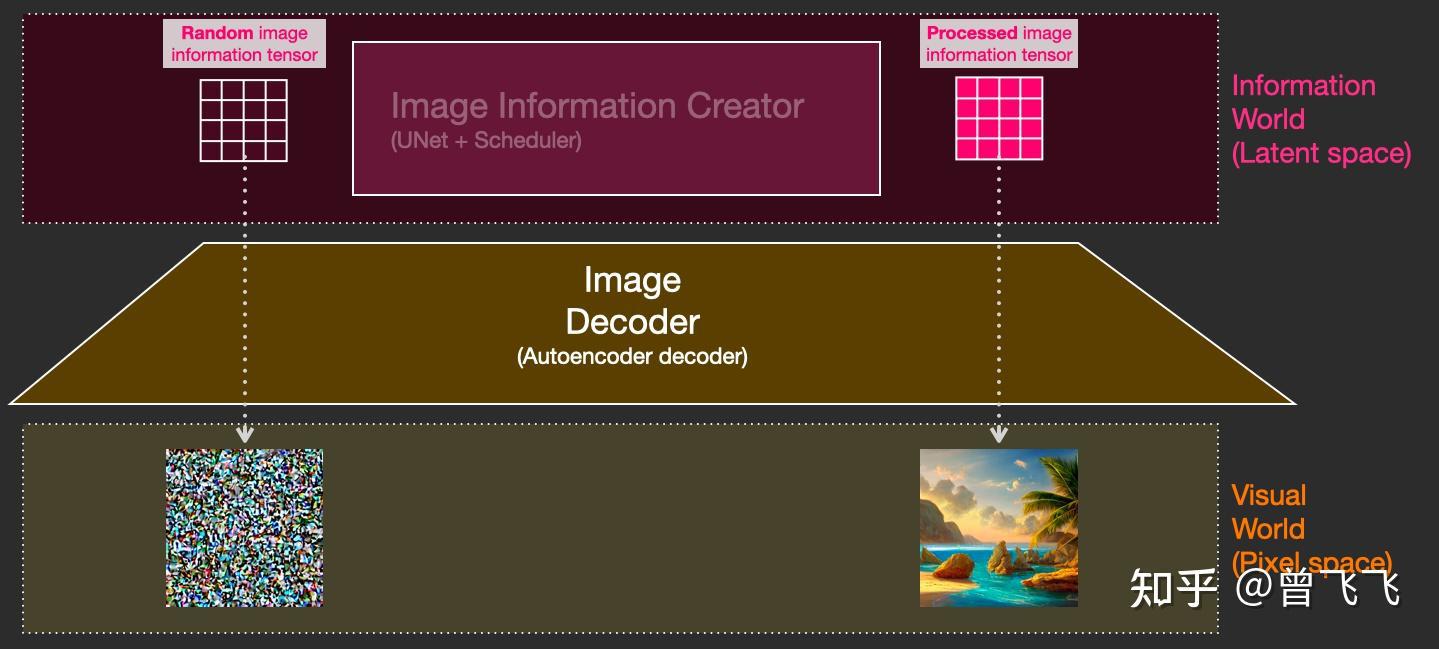 Random image
information tensor
Image Information Creator
(UNet + Scheduler)
Processed image
information tensor
Information
World
(Latent space)
Image
Decoder
(Autoencoder decoder)
Visual
World
(Pixel space)
知乎 @曾飞飞